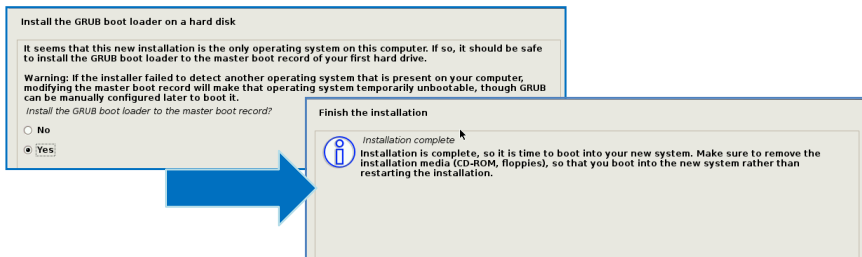 Install the GRUB boot loader on a hard disk
It seems that this new installation is the only operating system on this computer. If so, it should be safe
to install the GRUB boot loader to the master boot record of your first hard drive.
Warning: If the installer failed to detect another operating system that is present on your computer,
modifying the master boot record will make that operating system temporarily unbootable, though GRUB
can be manually configured later to boot it.
Install the GRUB boot loader to the master boot record?
No
Yes
Finish the installation
Installation complete
Installation is complete, so it is time to boot into your new system. Make sure to remove the
installation media (CD-ROM, floppies), so that you boot into the new system rather than
restarting the installation.